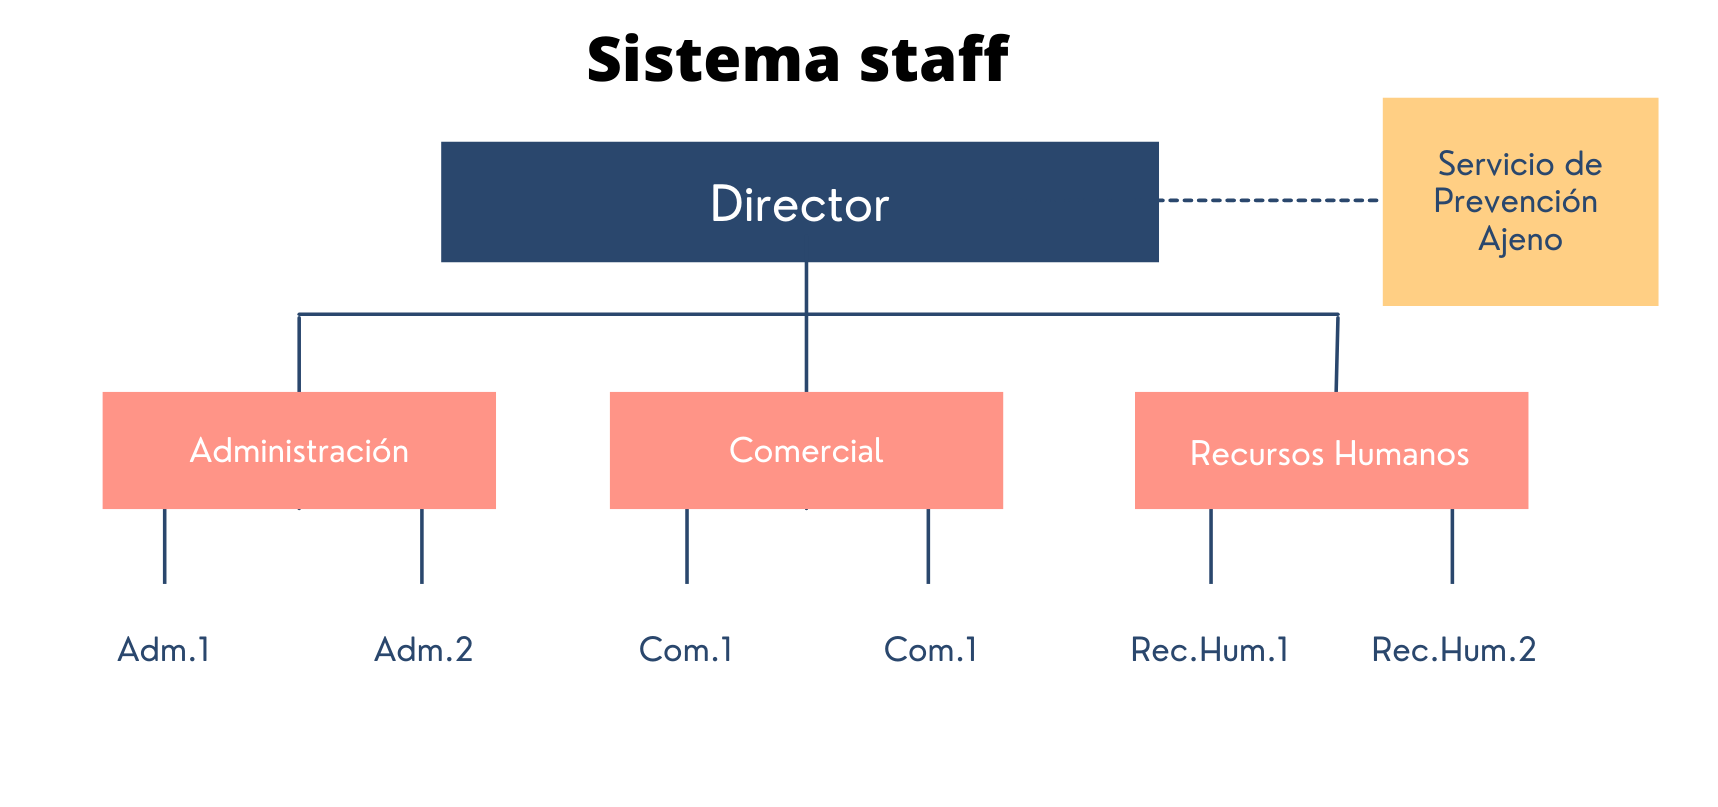 Sistema staff
Director
Servicio de
Prevención
Ajeno
Administración
Comercial
Recursos Humanos
Adm.1
Adm.2
Com.1
Com.1
Rec.Hum.1
Rec.Hum.2